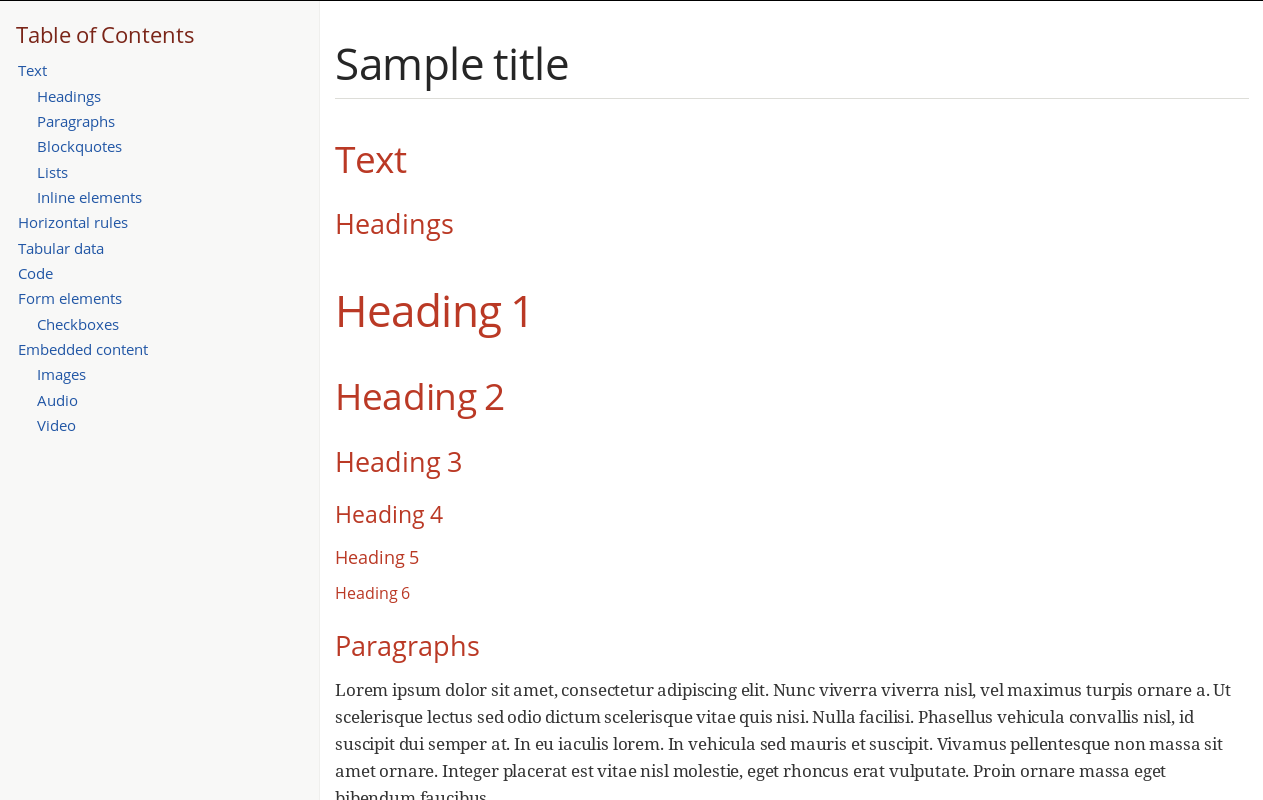 Table of Contents
Text
Headings
Paragraphs
Blockquotes
Lists
Inline elements
Horizontal rules
Tabular data
Code
Form elements
Checkboxes
Embedded content
Images
Audio
Video
Sample title
Text
Headings
Heading 1
Heading 2
Heading 3
Heading 4
Heading 5
Heading 6
Paragraphs
Lorem ipsum dolor sit amet, consectetur adipiscing elit. Nunc viverra viverra nisl, vel maximus turpis ornare a. Ut
scelerisque lectus sed odio dictum scelerisque vitae quis nisi. Nulla facilisi. Phasellus vehicula convallis nisl, id
suscipit dui semper at. In eu iaculis lorem. In vehicula sed mauris et suscipit. Vivamus pellentesque non massa sit
amet ornare. Integer placerat est vitae nisl molestie, eget rhoncus erat vulputate. Proin ornare massa eget
bibendum faucibus.